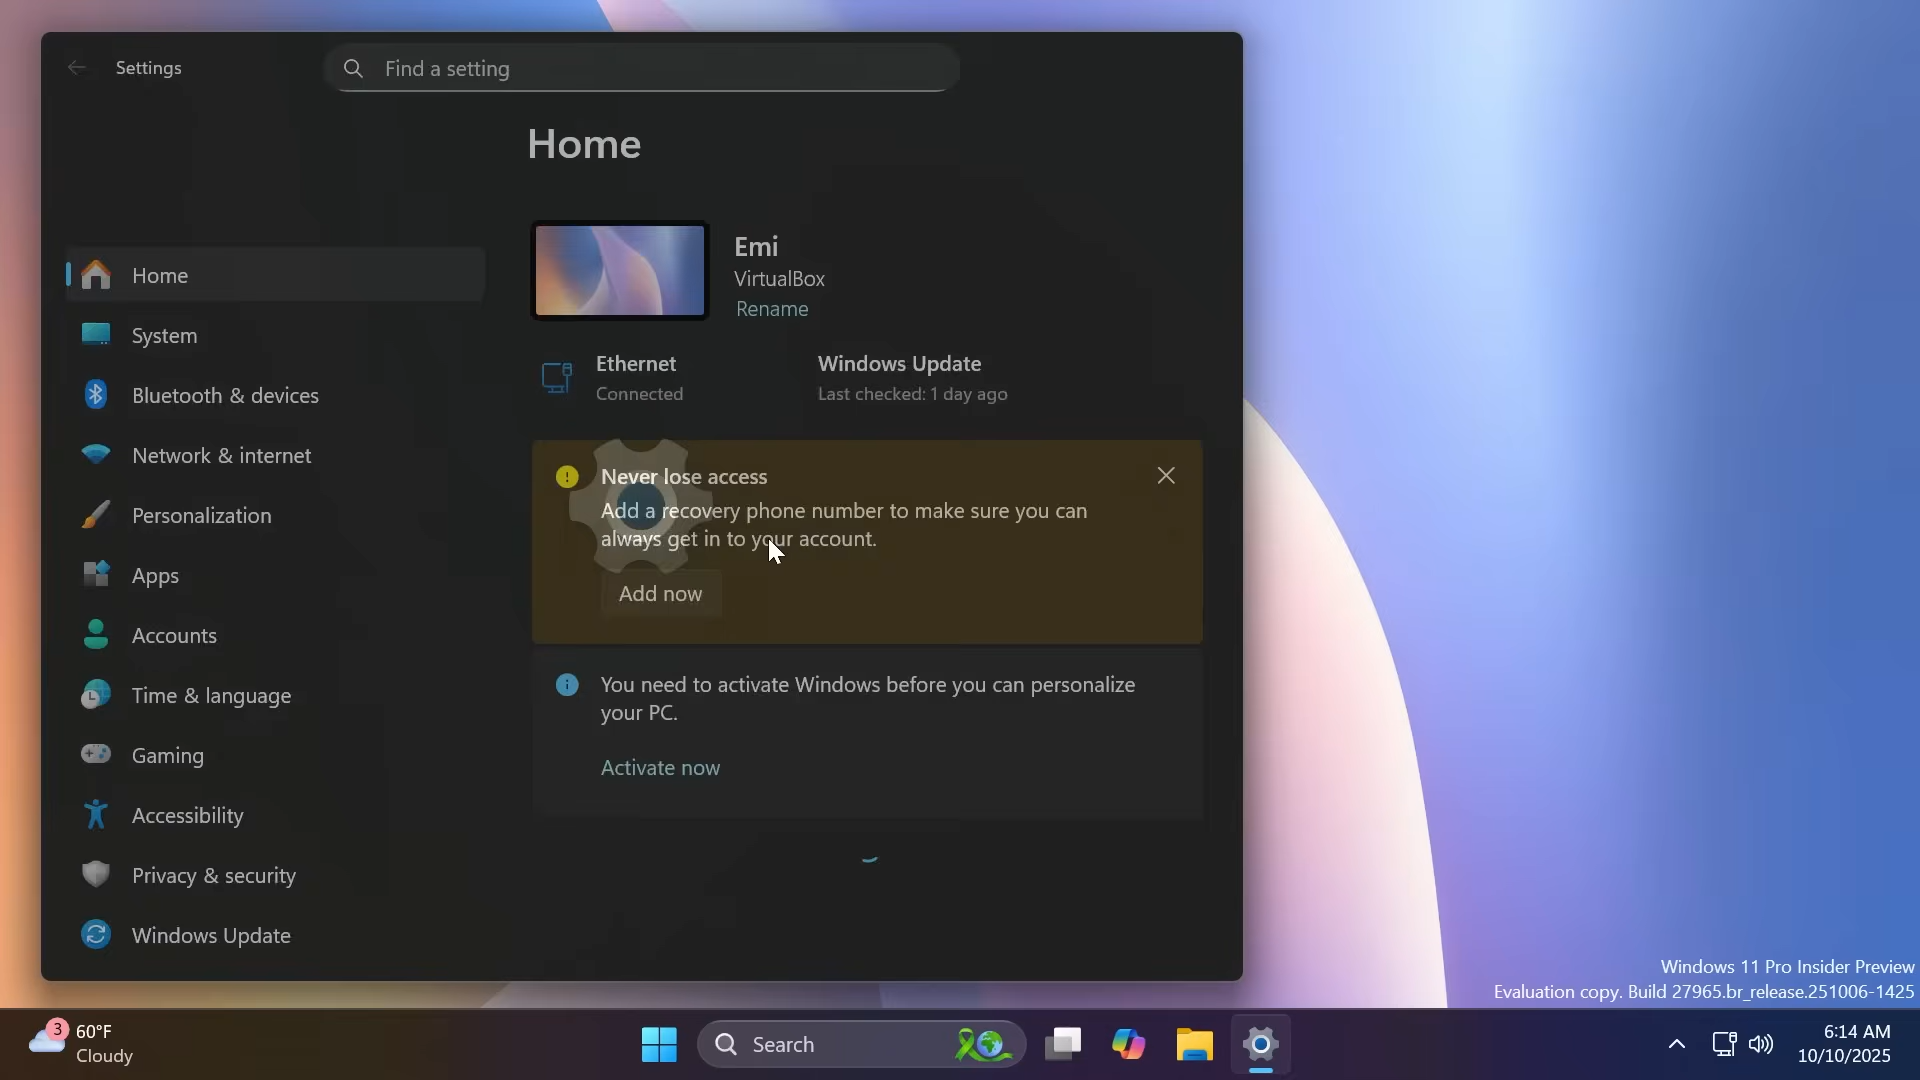 Settings
Find a setting
Home
Emi
VirtualBox
Rename
Ethernet
Connected
Windows Update
Last checked: 1 day ago
Home
System
Bluetooth & devices
Network & internet
Personalization
Apps
Accounts
Time & language
Gaming
Accessibility
Privacy & security
Windows Update
Never lose access
Add a recovery phone number to make sure you can
always get in to your account.
Add now
You need to activate Windows before you can personalize
your PC.
Activate now
Windows 11 Pro Insider Preview
Evaluation copy. Build 27965.br_release.251006-1425
3
60°F
Cloudy
Search
6:14 AM
10/10/2025